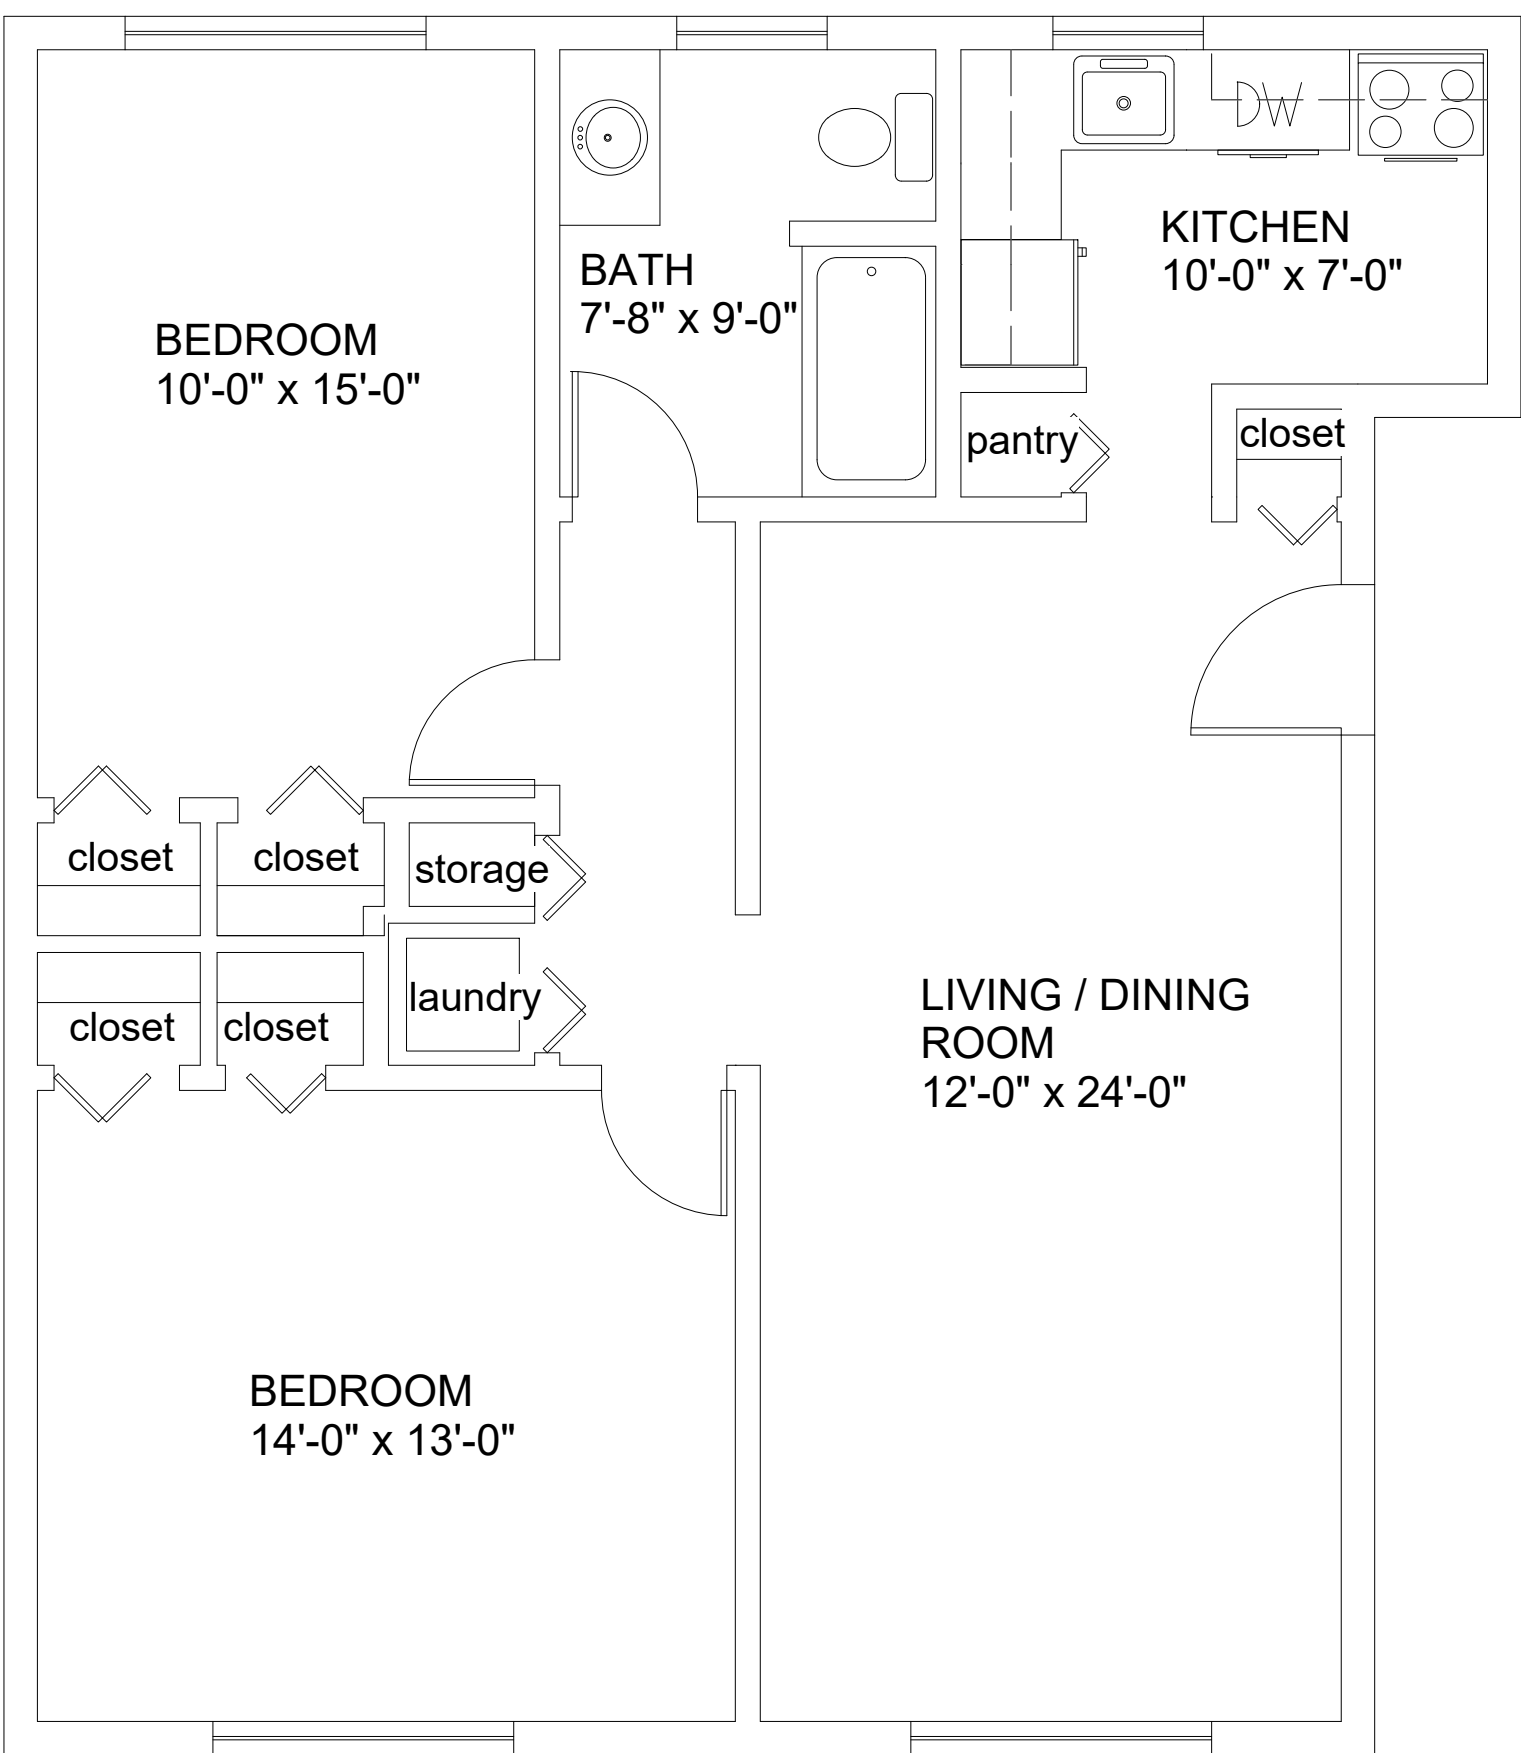 DW
KITCHEN
10'-0" x 7'-0"
BATH
7'-8" x 9'-0"
BEDROOM
10'-0" x 15'-0"
pantry
closet
closet
closet
storage
laundry
closet
closet
LIVING / DINING
ROOM
12'-0" x 24'-0"
BEDROOM
14'-0" x 13'-0"